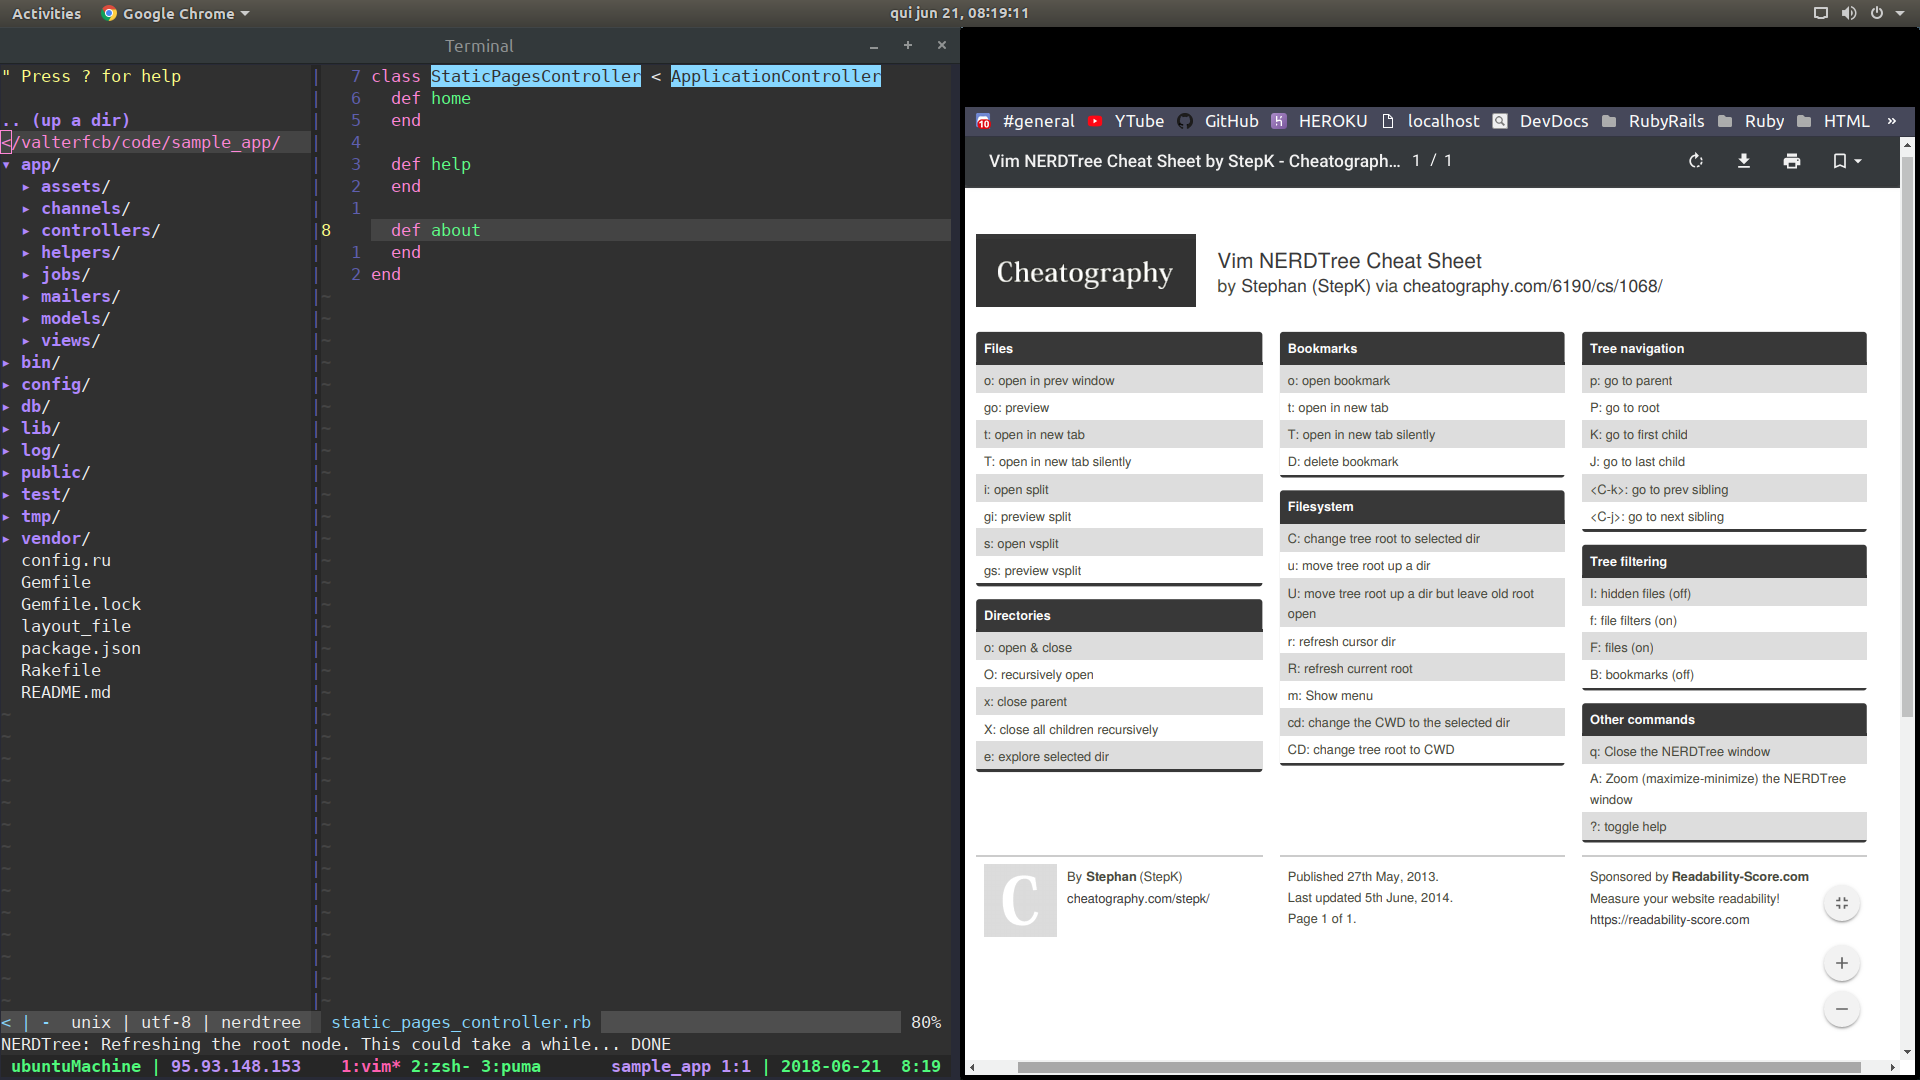 Activities Google Chrome qui jun 21, 08:19:11
Terminal
" Press ? for help
.. (up a dir)
</valterfcb/code/sample_app/
▾ app/
▸ assets/
▸ channels/
▸ controllers/
▸ helpers/
▸ jobs/
▸ mailers/
▸ models/
▸ views/
▸ bin/
▸ config/
▸ db/
▸ lib/
▸ log/
▸ public/
▸ test/
▸ tmp/
▸ vendor/
config.ru
Gemfile
Gemfile.lock
layout_file
package.json
Rakefile
README.md
7 class StaticPagesController < ApplicationController
6 def home
5 end
4
3 def help
2 end
1
8 def about
1 end
2 end
< | - unix | utf-8 | nerdtree static_pages_controller.rb 80%
NERDTree: Refreshing the root node. This could take a while... DONE
ubuntuMachine | 95.93.148.153 1:vim* 2:zsh- 3:puma sample_app 1:1 | 2018-06-21 8:19
10 #general YTube GitHub HEROKU localhost DevDocs RubyRails Ruby HTML »
Vim NERDTree Cheat Sheet by StepK - Cheatograph... 1 / 1
Cheatography
Vim NERDTree Cheat Sheet
by Stephan (StepK) via cheatography.com/6190/cs/1068/
Files
o: open in prev window
go: preview
t: open in new tab
T: open in new tab silently
i: open split
gi: preview split
s: open vsplit
gs: preview vsplit
Directories
o: open & close
O: recursively open
x: close parent
X: close all children recursively
e: explore selected dir
Bookmarks
o: open bookmark
t: open in new tab
T: open in new tab silently
D: delete bookmark
Filesystem
C: change tree root to selected dir
u: move tree root up a dir
U: move tree root up a dir but leave old root
open
r: refresh cursor dir
R: refresh current root
m: Show menu
cd: change the CWD to the selected dir
CD: change tree root to CWD
Tree navigation
p: go to parent
P: go to root
K: go to first child
J: go to last child
<C-k>: go to prev sibling
<C-j>: go to next sibling
Tree filtering
I: hidden files (off)
f: file filters (on)
F: files (on)
B: bookmarks (off)
Other commands
q: Close the NERDTree window
A: Zoom (maximize-minimize) the NERDTree
window
?: toggle help
C
By Stephan (StepK)
cheatography.com/stepk/
Published 27th May, 2013.
Last updated 5th June, 2014.
Page 1 of 1.
Sponsored by Readability-Score.com
Measure your website readability!
https://readability-score.com